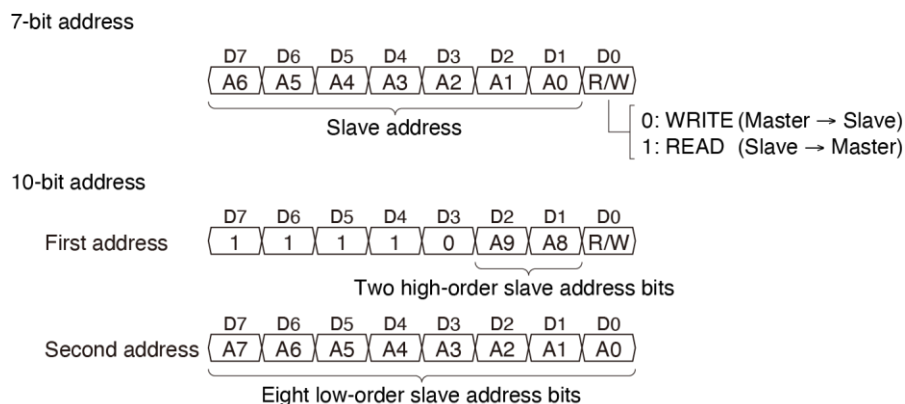 7-bit address
D7 D6 D5 D4 D3 D2 D1 D0
A6 A5 A4 A3 A2 A1 A0 R/W
Slave address
0: WRITE (Master → Slave)
1: READ (Slave → Master)
10-bit address
D7 D6 D5 D4 D3 D2 D1 D0
First address 1 1 1 1 0 A9 A8 R/W
Two high-order slave address bits
D7 D6 D5 D4 D3 D2 D1 D0
Second address A7 A6 A5 A4 A3 A2 A1 A0
Eight low-order slave address bits